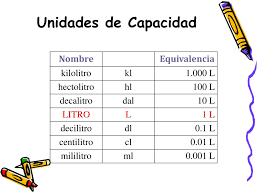 Unidades de Capacidad
Nombre Equivalencia
kilolitro kl 1.000 L
hectolitro hl 100 L
decalitro dal 10 L
LITRO L 1 L
decilitro dl 0.1 L
centilitro cl 0.01 L
mililitro ml 0.001 L